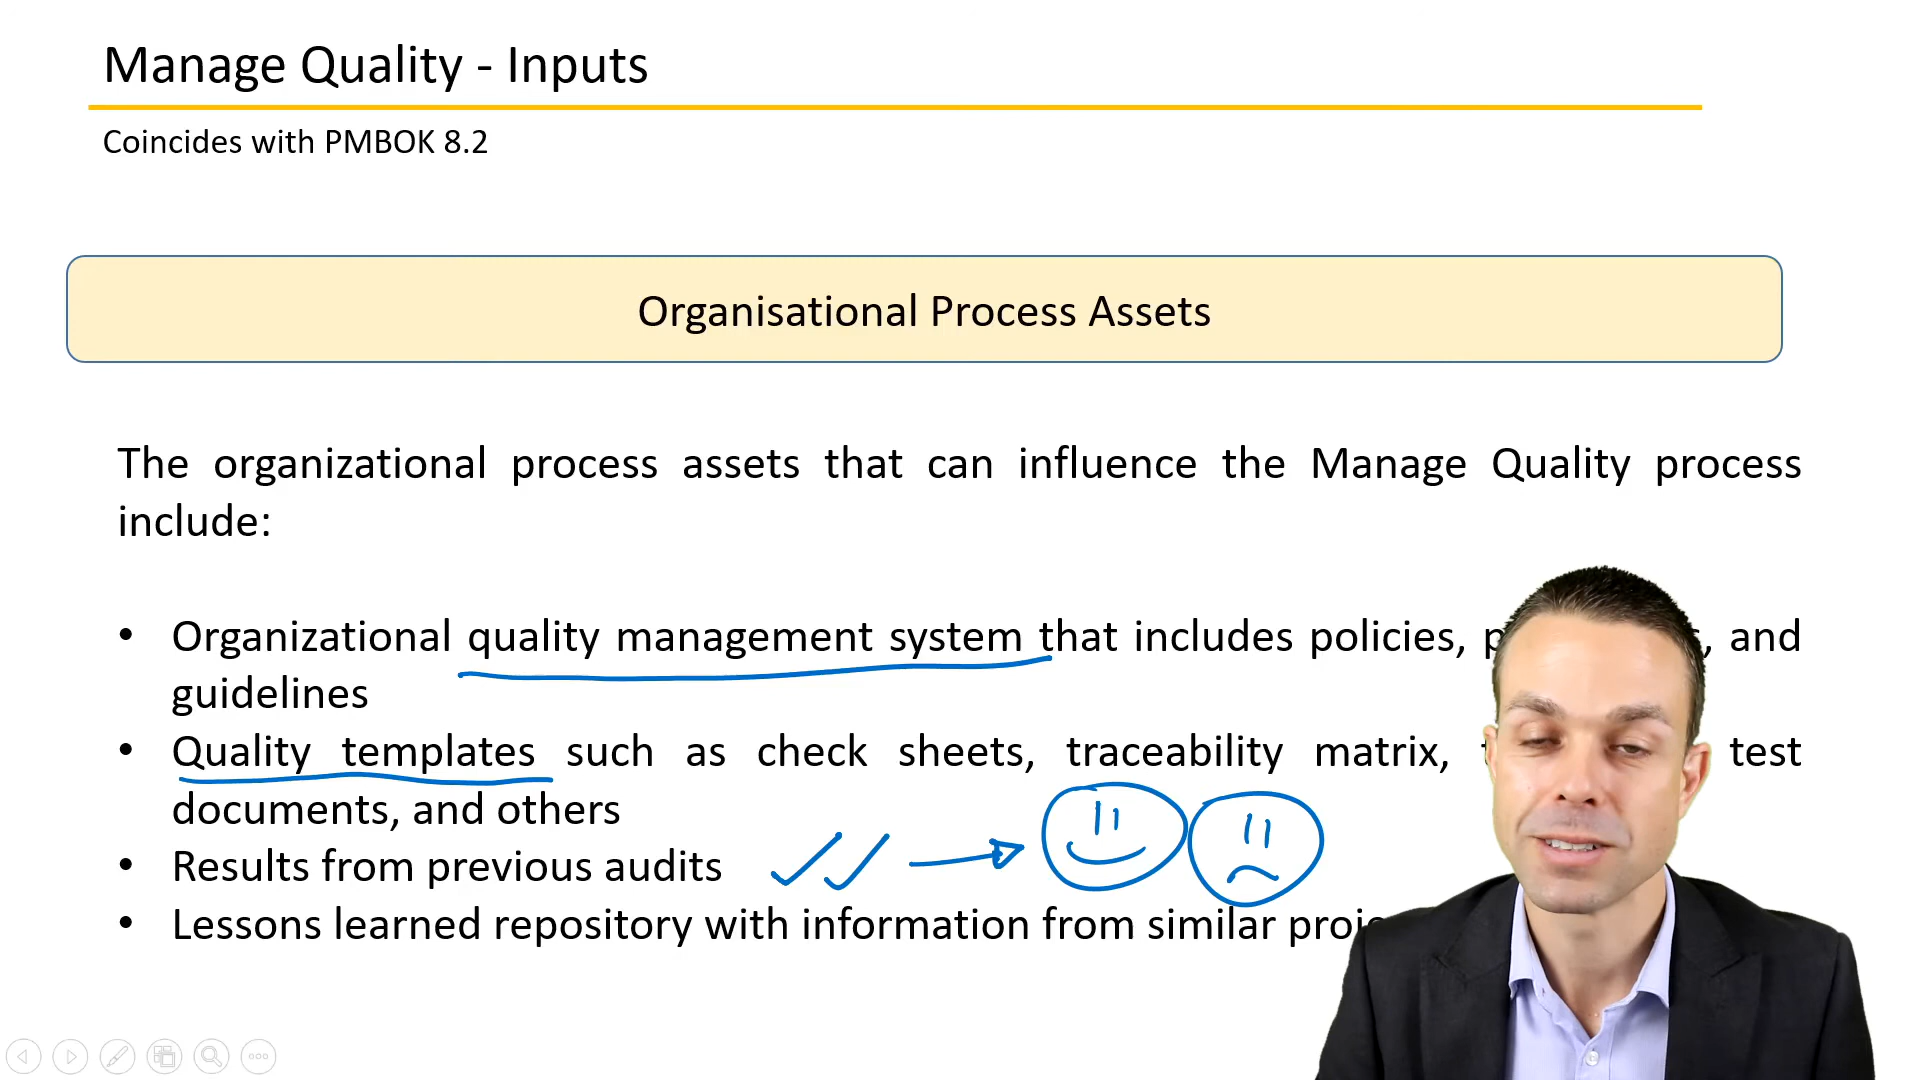 Manage Quality - Inputs
Coincides with PMBOK 8.2
Organisational Process Assets
The organizational process assets that can influence the Manage Quality process
include:
• Organizational quality management system that includes policies, and
guidelines
• Quality templates such as check sheets, traceability matrix, test
documents, and others
• Results from previous audits
• Lessons learned repository with information from similar